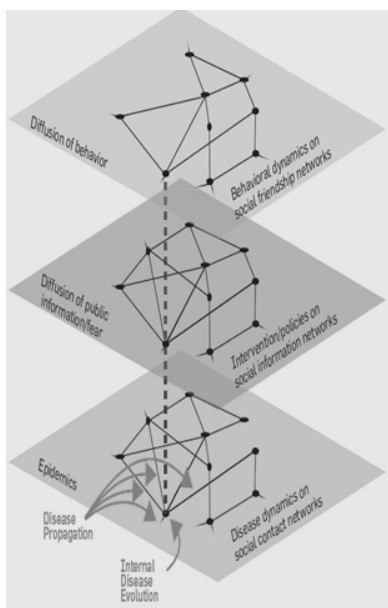 Diffusion of behavior
Behavioral dynamics on
social friendship networks
Diffusion of public
information/fear
Intervention/policies on
social information networks
Epidemics
Disease dynamics on
social contact networks
Disease
Propagation
Internal
Disease
Evolution